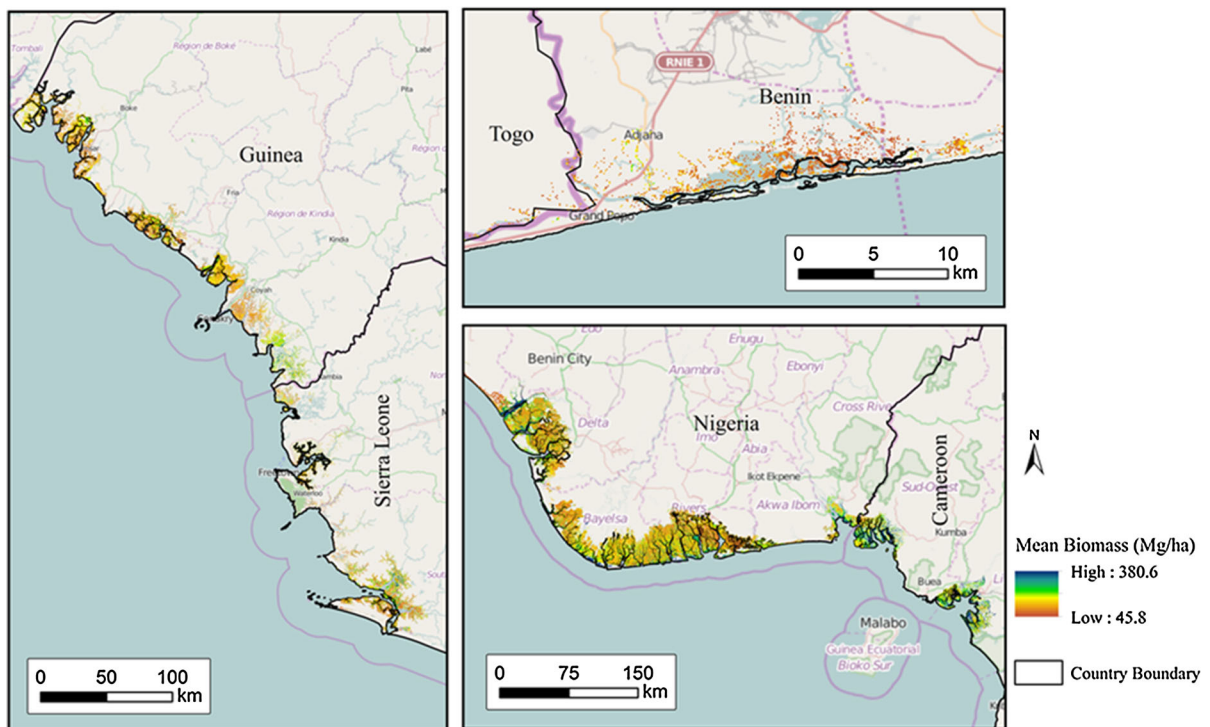 Tombali
Région de Boké
Labé
Boke
Pita
Guinea
Fria
Région de Kindia
Kindia
Coyah
Sierra Leone
Waterloo
0 50 100
km
RNIE 1
Benin
Togo
Adjaha
Grand Popo
0 5 10
km
Edo
Enugu
Benin City
Anambra
Ebonyi
Cross River
Nigeria
Delta
Imo
Abia
Ikot Ekpene
Sud-Ouest
Cameroon
Akwa Ibom
Rivers
Bayelsa
Kumba
Buea
Malabo
Guinea Ecuatorial
Bioko Sur
0 75 150
km
N
Mean Biomass (Mg/ha)
High : 380.6
Low : 45.8
Country Boundary